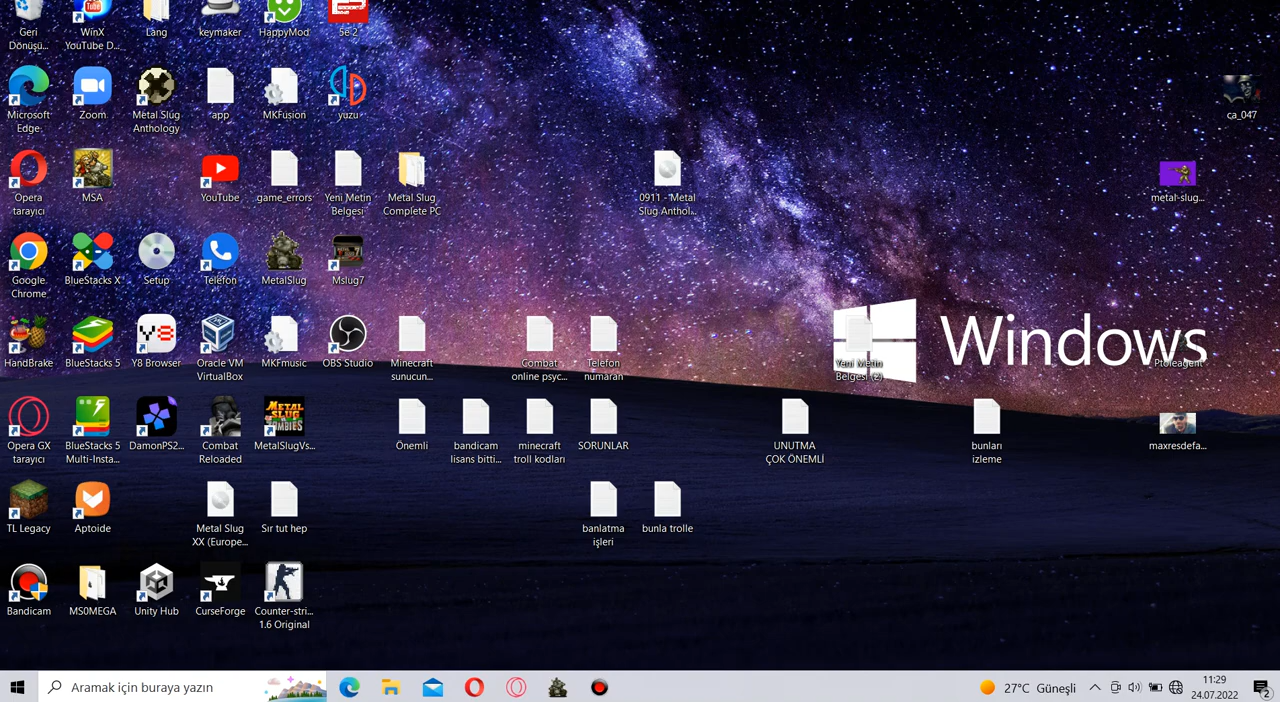 Geri
Dönüşü...
WinX
YouTube D...
Lang
keymaker
HappyMod
5e 2
Microsoft
Edge
Zoom
Metal Slug
Anthology
app
MKFusion
yuzu
ca_047
Opera
tarayıcı
MSA
YouTube
game_errors
Yeni Metin
Belgesi
Metal Slug
Complete PC
0911 - Metal
Slug Anthol...
metal-slug...
Google
Chrome
BlueStacks X
Setup
Telefon
MetalSlug
Mslug7
HandBrake
BlueStacks 5
Y8 Browser
Oracle VM
VirtualBox
MKFmusic
OBS Studio
Minecraft
sunucun...
Combat
online psyc...
Telefon
numaralı
Yeni Metin
Belgesi (2)
Windows
Ptoleagent
Opera GX
tarayıcı
BlueStacks 5
Multi-Insta...
DamonPS2...
Combat
Reloaded
METAL
SLUG
ZOMBIES
MetalSlugVs...
Önemli
bandicam
lisans bitti...
minecraft
troll kodları
SORUNLAR
UNUTMA
ÇOK ÖNEMLİ
bunları
izleme
maxresdefa...
TL Legacy
Aptoide
Metal Slug
XX (Europe...
Sır tut hep
banlatma
işleri
bunla trolle
Bandicam
MS0MEGA
Unity Hub
CurseForge
Counter-stri...
1.6 Original
Aramak için buraya yazın
27°C Güneşli
11:29
24.07.2022
2